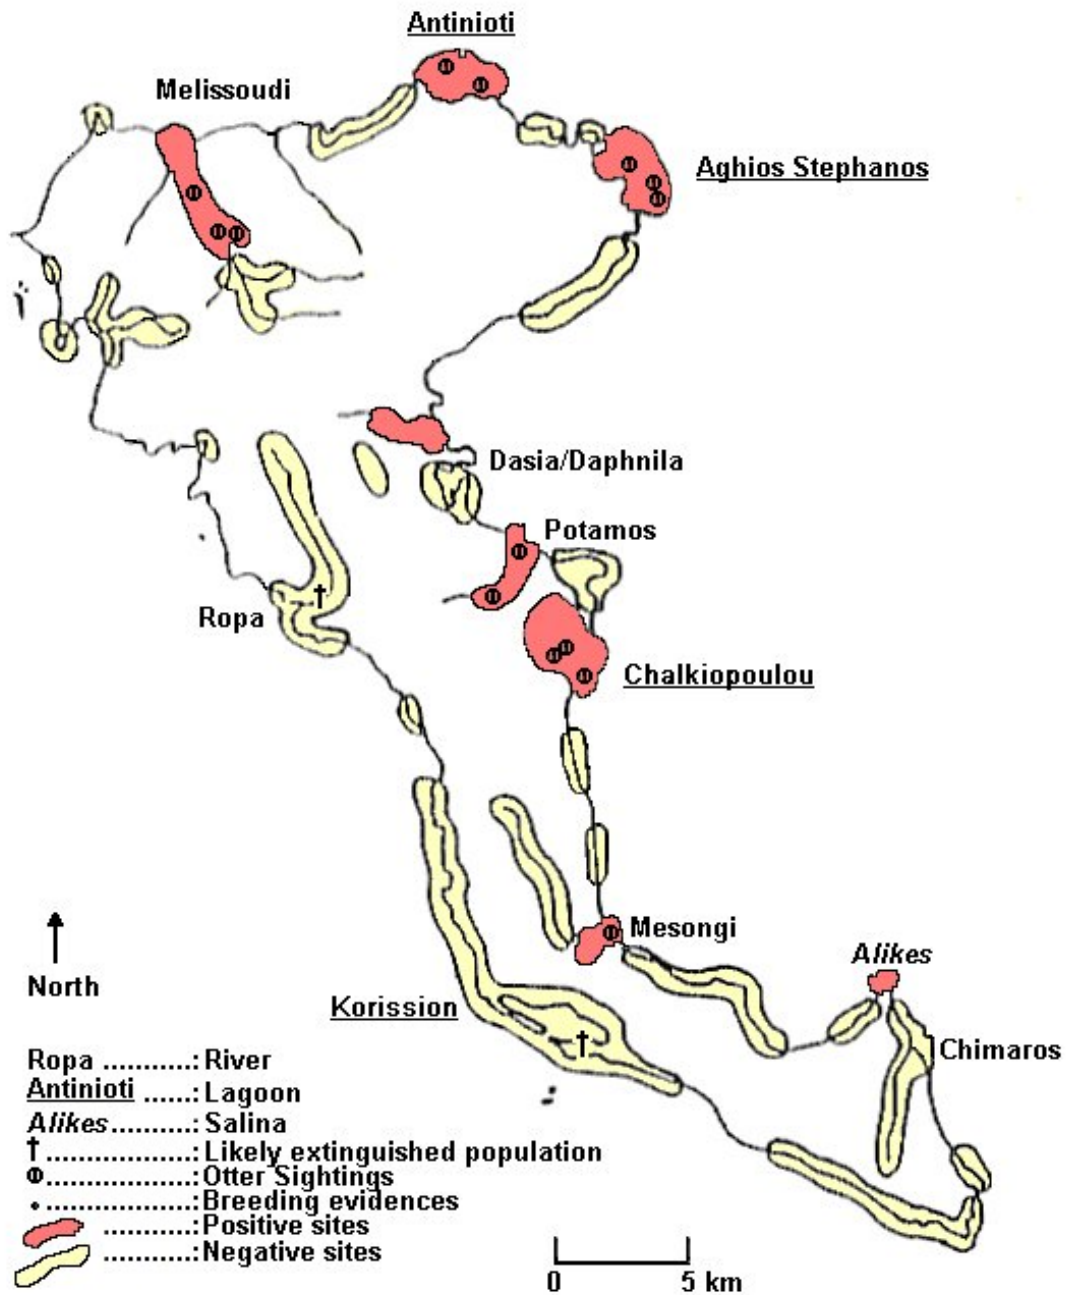 Antinioti
Melissoudi
Aghios Stephanos
Dasia/Daphnila
Potamos
Ropa
Chalkiopoulou
Mesongi
Alikes
North
Korission
Chimaros
Ropa ............: River
Antinioti ......: Lagoon
Alikes..........: Salina
† ...................: Likely extinguished population
.....................: Otter Sightings
• ...................: Breeding evidences
............: Positive sites
............: Negative sites
0 5 km